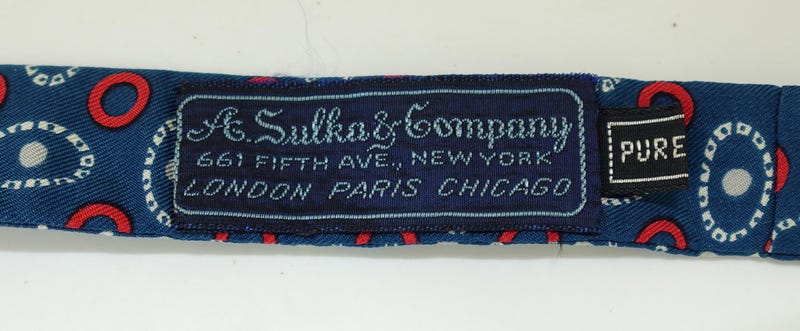 A. Sulka & Company
661 FIFTH AVE., NEW YORK
LONDON PARIS CHICAGO
PURE